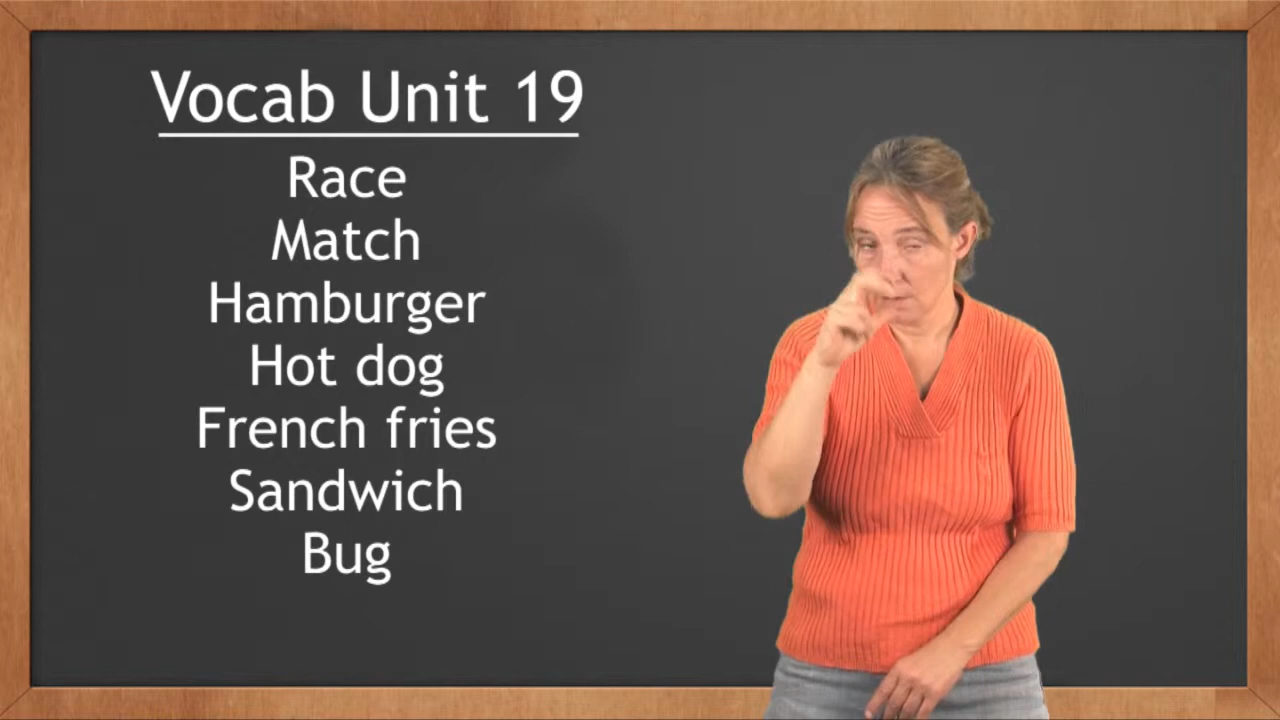 Vocab Unit 19
Race
Match
Hamburger
Hot dog
French fries
Sandwich
Bug